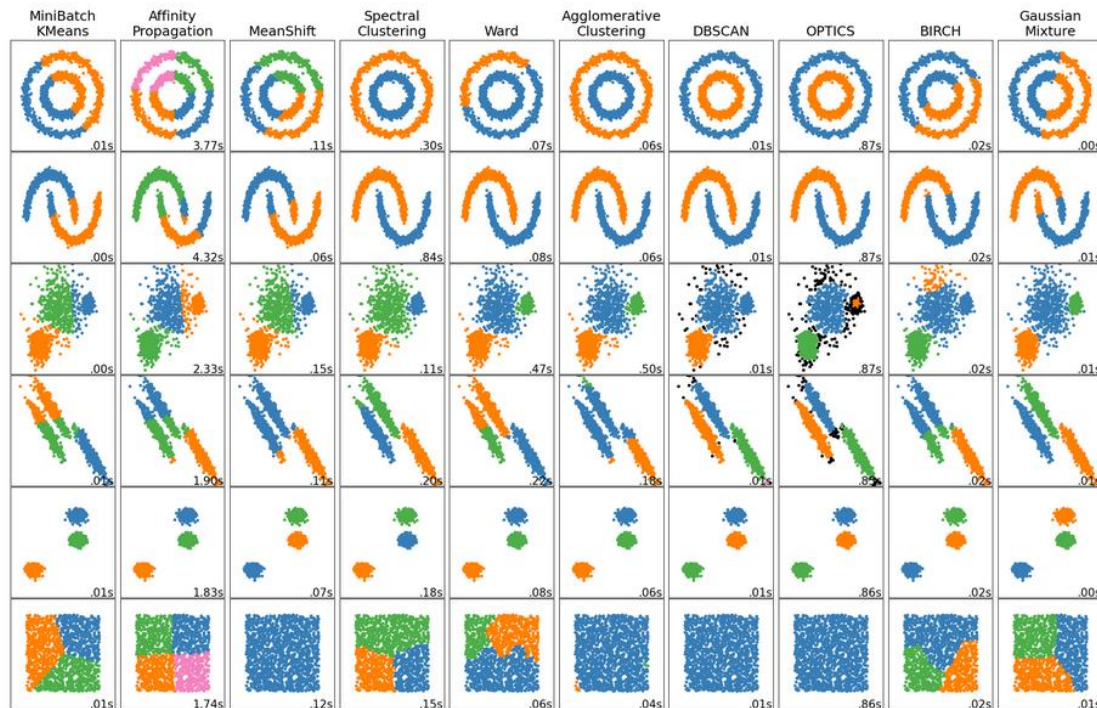 MiniBatch
KMeans
Affinity
Propagation
MeanShift
Spectral
Clustering
Ward
Agglomerative
Clustering
DBSCAN
OPTICS
BIRCH
Gaussian
Mixture
.01s 3.77s .11s .30s .07s .06s .01s .87s .02s .00s
.00s 4.32s .06s .84s .08s .06s .01s .87s .02s .01s
.00s 2.33s .15s .11s .47s .50s .01s .87s .02s .01s
.01s 1.90s .11s .20s .22s .18s .01s .02s .01s
.01s 1.83s .07s .18s .08s .06s .01s .86s .02s .00s
.01s 1.74s .12s .15s .06s .04s .01s .86s .02s .01s